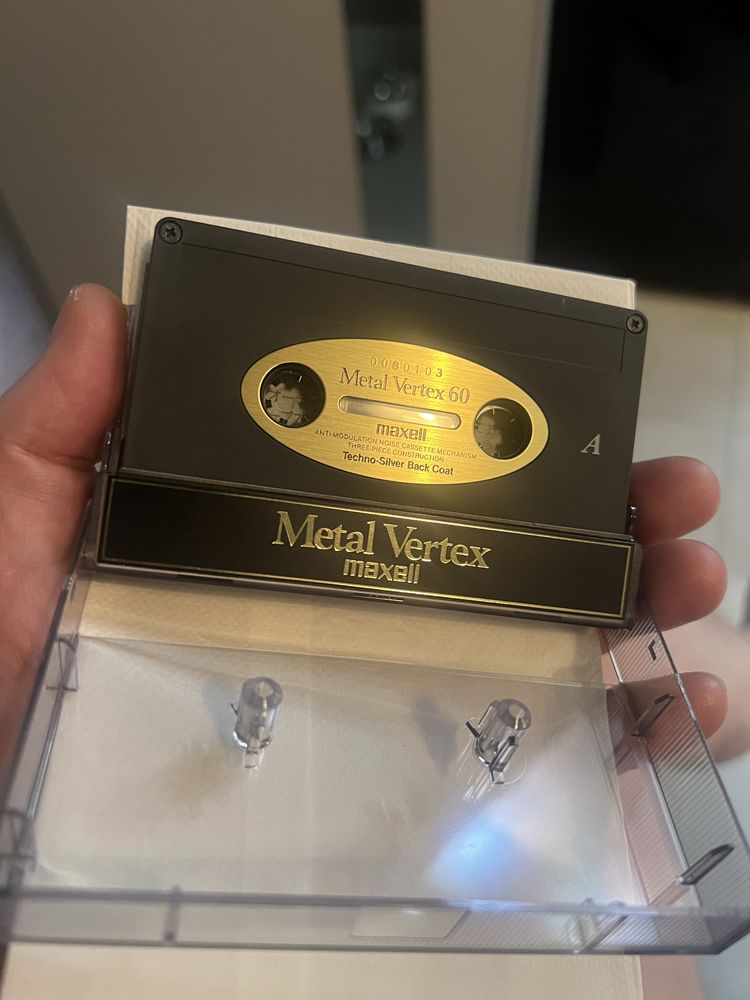 0080103
Metal Vertex 60
maxell
ANTI-MODULATION NOISE CASSETTE MECHANISM
THREE-PIECE CONSTRUCTION
Techno-Silver Back Coat
A
Metal Vertex
maxell